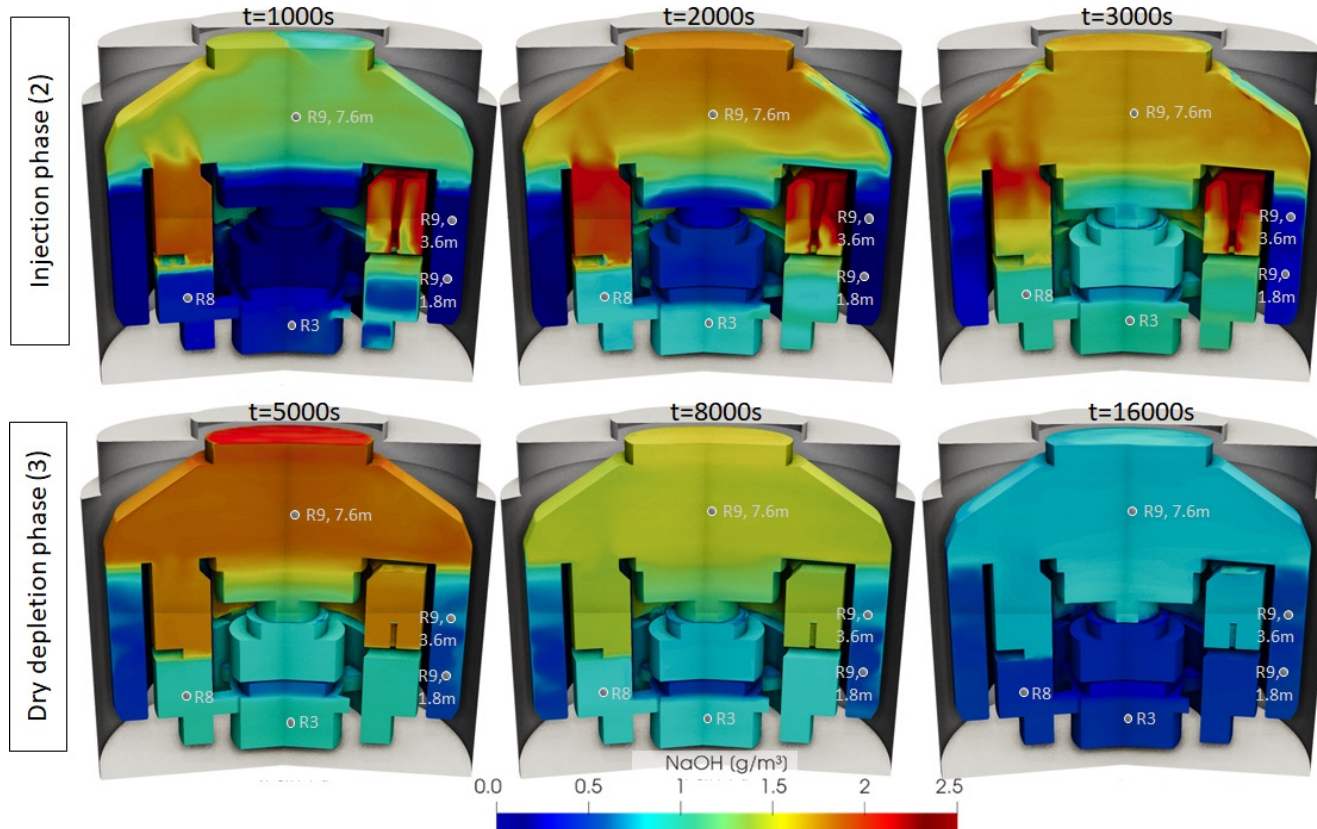 Injection phase (2)
t=1000s
R9, 7.6m
R9,
3.6m
R9,
1.8m
R8
R3
t=2000s
R9, 7.6m
R9,
3.6m
R9,
1.8m
R8
R3
t=3000s
R9, 7.6m
R9,
3.6m
R9,
1.8m
R8
R3
Dry depletion phase (3)
t=5000s
R9, 7.6m
R9,
3.6m
R9,
1.8m
R8
R3
t=8000s
R9, 7.6m
R9,
3.6m
R9,
1.8m
R8
R3
t=16000s
R9, 7.6m
R9,
3.6m
R9,
1.8m
R8
R3
NaOH (g/m³)
0.0 0.5 1 1.5 2 2.5